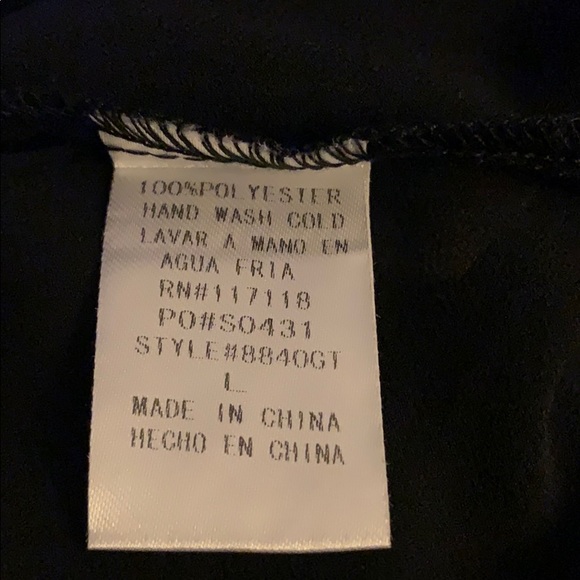 100%POLYESTER
HAND WASH COLD
LAVAR A MANO EN
AGUA FRIA
RN#117118
PO#SO431
STYLE#8840GT
L
MADE IN CHINA
HECHO EN CHINA